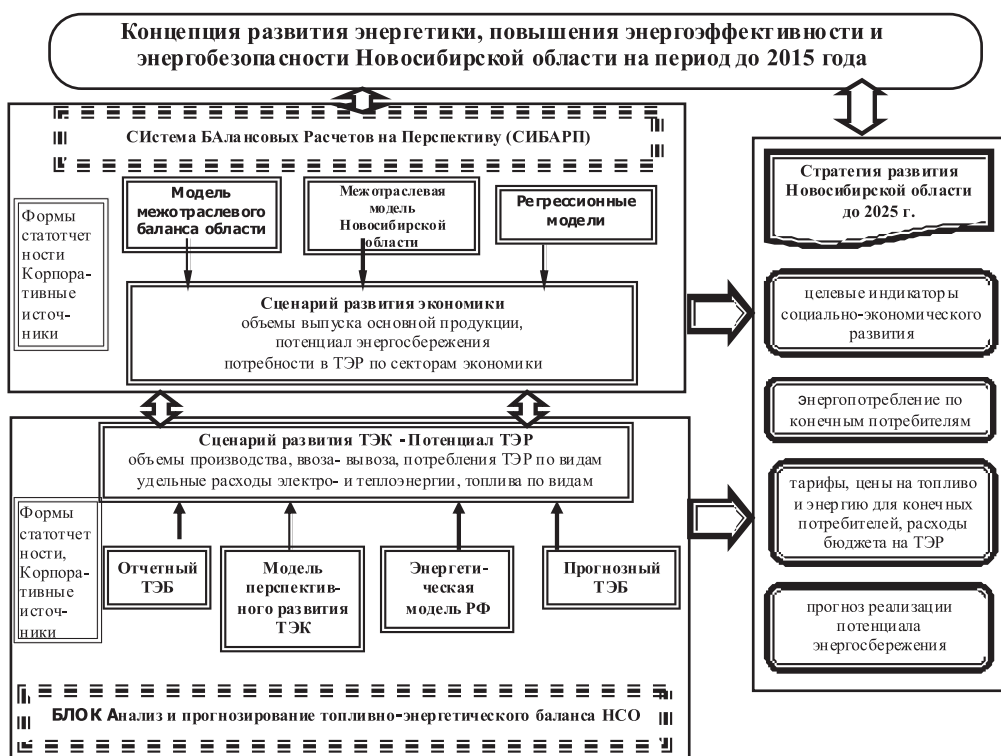 Концепция развития энергетики, повышения энергоэффективности и
энергобезопасности Новосибирской области на период до 2015 года
СИстема БАлансовых Расчетов на Перспективу (СИБАРП)
Формы
статотчет
ности
Корпора-
тивные
источ-
ники
Модель
межотраслевого
баланса области
Межотраслевая
модель
Новосибирской
области
Регрессионные
модели
Сценарий развития экономики
объемы выпуска основной продукции,
потенциал энергосбережения
потребности в ТЭР по секторам экономики
Сценарий развития ТЭК -Потенциал ТЭР
объемы производства, ввоза- вывоза, потребления ТЭР по видам
удельные расходы электро- и теплоэнергии, топлива по видам
Формы
статотчет
ности,
Корпора-
тивные
источ-
ники
Отчетный
ТЭБ
Модель
перспектив-
ного развития
ТЭК
Энергети-
ческая
модель РФ
Прогнозный
ТЭБ
БЛОК Анализ и прогнозирование топливно-энергетического баланса НСО
Стратегия развития
Новосибирской области
до 2025 г.
целевые индикаторы
социально-экономического
развития
энергопотребление по
конечным потребителям
тарифы, цены на топливо
и энергию для конечных
потребителей, расходы
бюджета на ТЭР
прогноз реализации
потенциала
энергосбережения